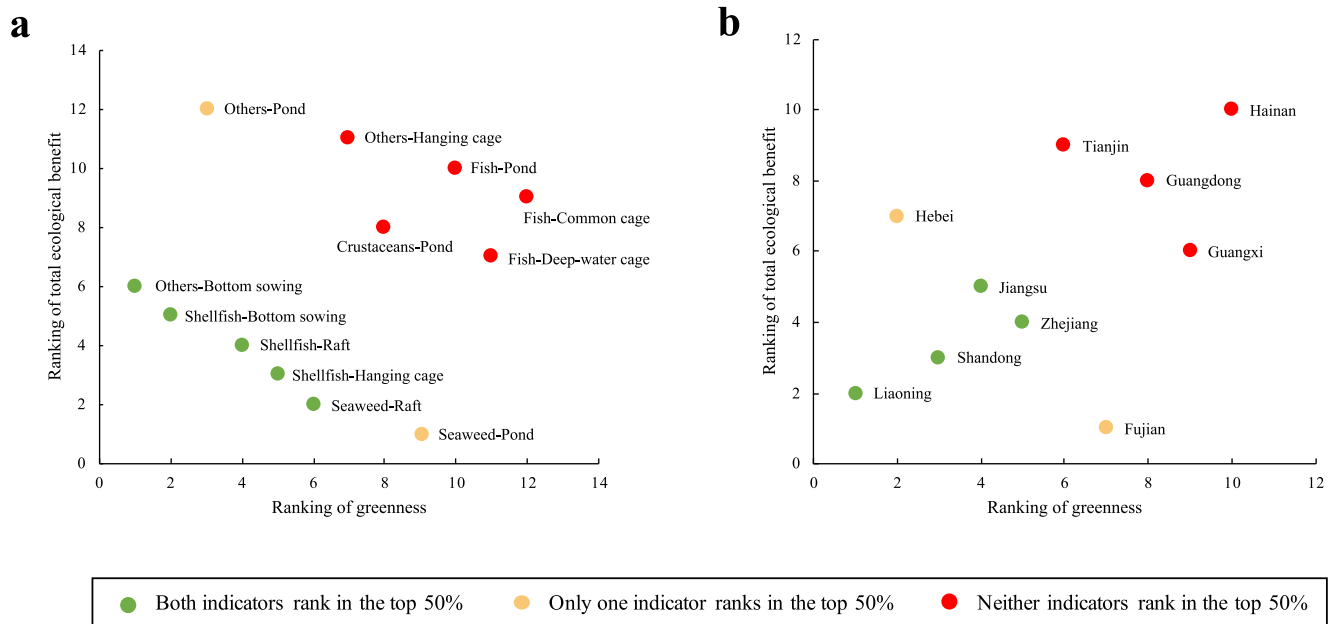 a
14
12
10
8
6
4
2
0
Ranking of total ecological benefit
Others-Pond
Others-Hanging cage
Fish-Pond
Fish-Common cage
Crustaceans-Pond
Fish-Deep-water cage
Others-Bottom sowing
Shellfish-Bottom sowing
Shellfish-Raft
Shellfish-Hanging cage
Seaweed-Raft
Seaweed-Pond
0 2 4 6 8 10 12 14
Ranking of greenness
b
12
10
8
6
4
2
0
Ranking of total ecological benefit
Hainan
Tianjin
Guangdong
Hebei
Guangxi
Jiangsu
Zhejiang
Shandong
Liaoning
Fujian
0 2 4 6 8 10 12
Ranking of greenness
Both indicators rank in the top 50% Only one indicator ranks in the top 50% Neither indicators rank in the top 50%